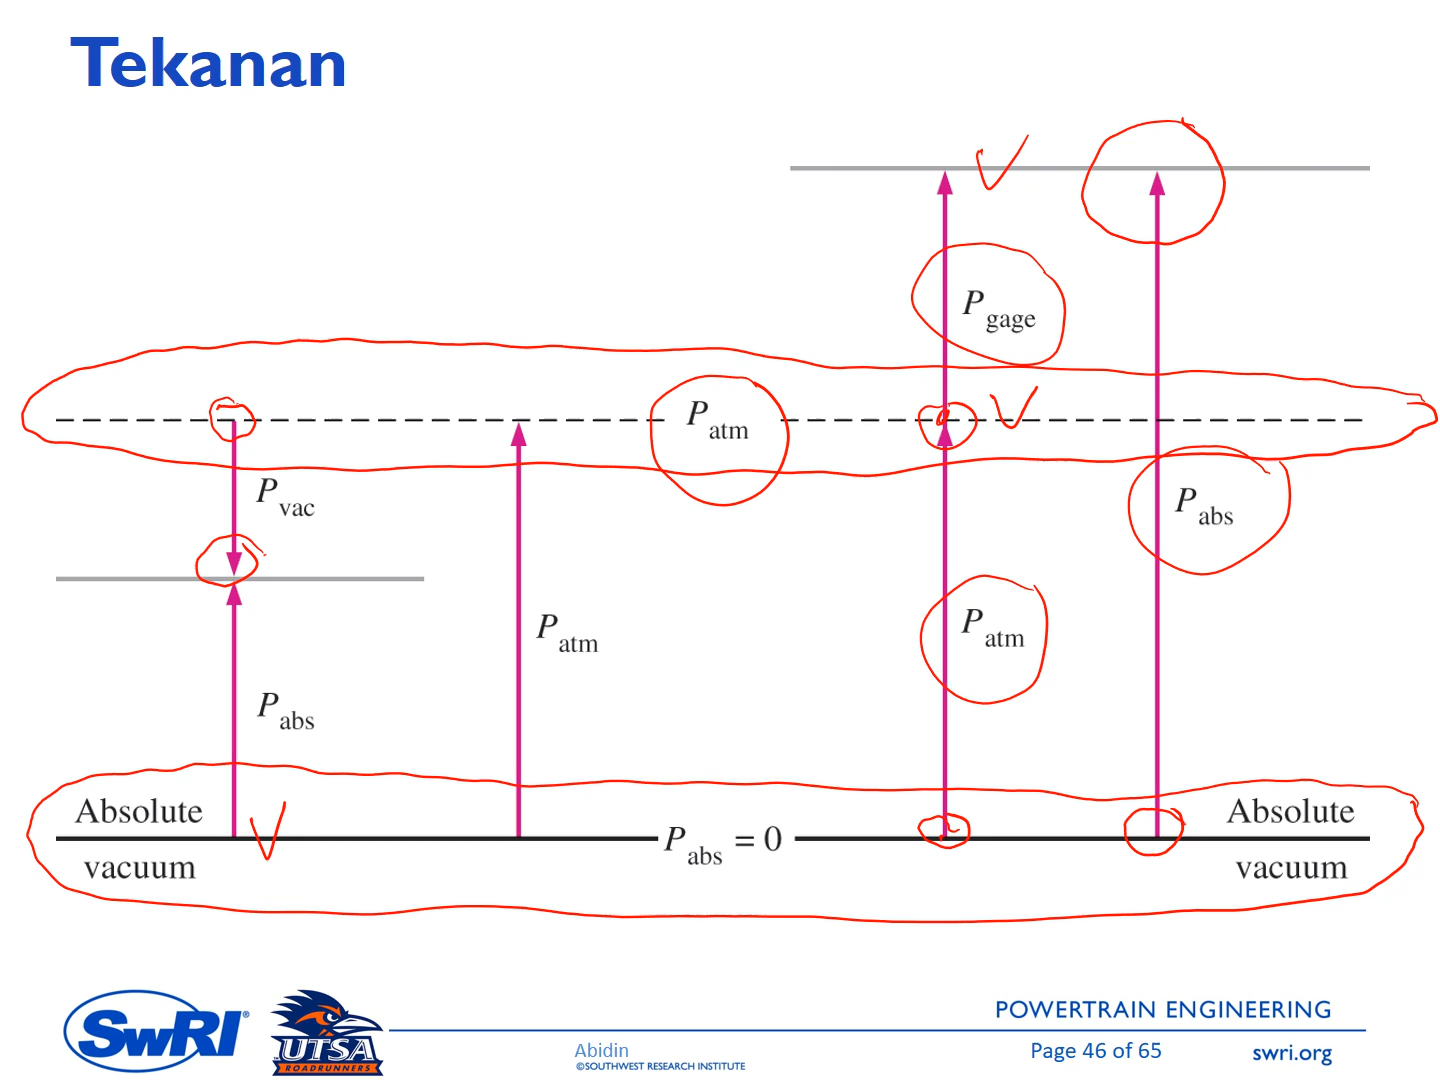 Tekanan
P gage
P atm
P vac
P abs
P atm
P atm
P abs
Absolute
vacuum
P abs = 0
Absolute
vacuum
SwRI®
UTSA
ROADRUNNERS
Abidin
©SOUTHWEST RESEARCH INSTITUTE
POWERTRAIN ENGINEERING
Page 46 of 65
swri.org